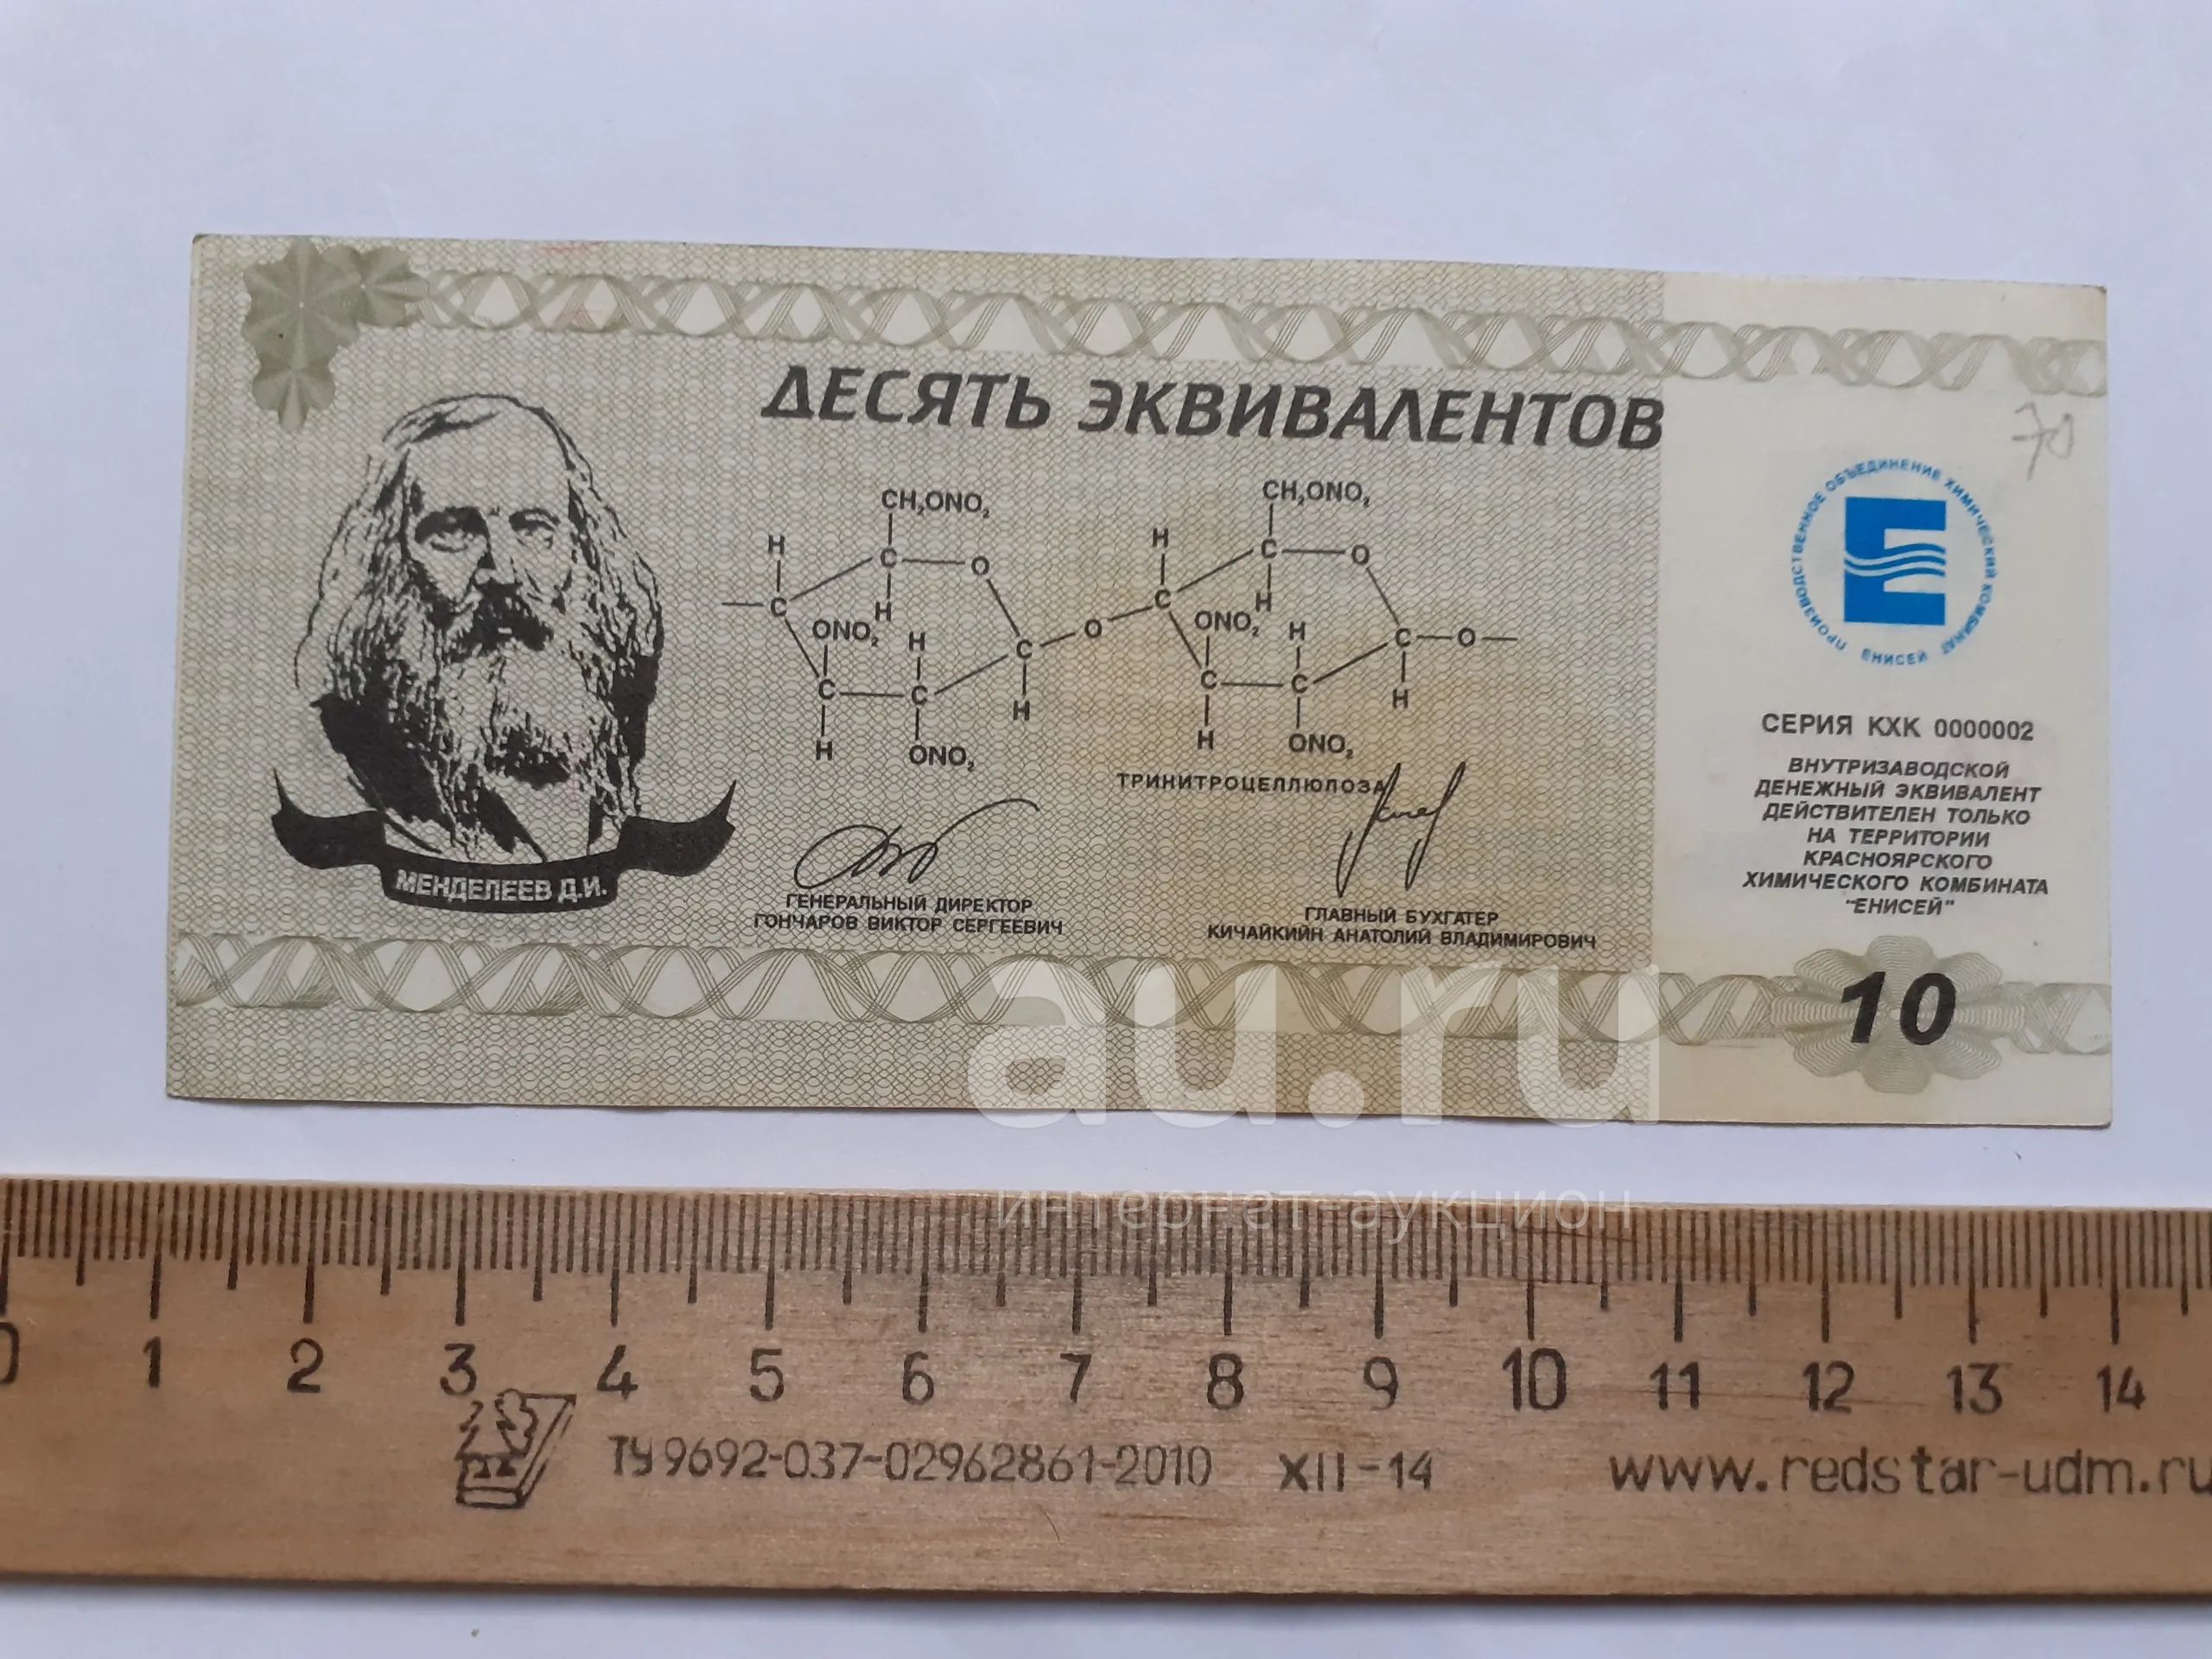 ДЕСЯТЬ ЭКВИВАЛЕНТОВ
70
CH₂ONO₂
CH₂ONO₂
H
C
O
H
C
O
C
H
C
H
ONO₂
H
C
O
ONO₂
H
C
O
C
C
H
C
C
H
H
ONO₂
H
ONO₂
ТРИНИТРОЦЕЛЛЮЛОЗА
МЕНДЕЛЕЕВ Д.И.
ГЕНЕРАЛЬНЫЙ ДИРЕКТОР
ГОНЧАРОВ ВИКТОР СЕРГЕЕВИЧ
ГЛАВНЫЙ БУХГАТЕР
КИЧАЙКИЙН АНАТОЛИЙ ВЛАДИМИРОВИЧ
ПРОИЗВОДСТВЕННОЕ ОБЪЕДИНЕНИЕ ХИМИЧЕСКИЙ КОМБИНАТ
ЕНИСЕЙ
СЕРИЯ КХК 0000002
ВНУТРИЗАВОДСКОЙ
ДЕНЕЖНЫЙ ЭКВИВАЛЕНТ
ДЕЙСТВИТЕЛЕН ТОЛЬКО
НА ТЕРРИТОРИИ
КРАСНОЯРСКОГО
ХИМИЧЕСКОГО КОМБИНАТА
"ЕНИСЕЙ"
10
au.ru
интернет-аукцион
0 1 2 3 4 5 6 7 8 9 10 11 12 13 14
ТУ 9692-037-02962861-2010 XII-14 www.redstar-udm.ru